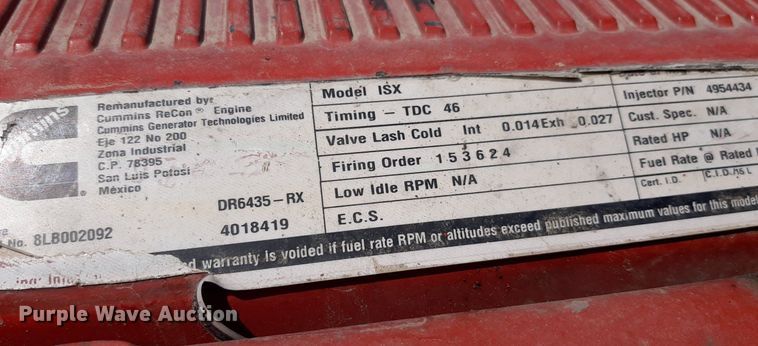 Remanufactured by:
Cummins ReCon® Engine
Cummins Generator Technologies Limited
Eje 122 No 200
Zona Industrial
C.P. 78395
San Luis Potosi
México
DR6435-RX
No. 8LB002092 4018419
Model ISX
Timing – TDC 46
Valve Lash Cold Int 0.014 Exh 0.027
Firing Order 1 5 3 6 2 4
Low Idle RPM N/A
E.C.S.
Injector P/N 4954434
Cust. Spec. N/A
Rated HP N/A
Fuel Rate @ Rated
Cert. I.D.
warranty is voided if fuel rate RPM or altitudes exceed published maximum values for this model
Purple Wave Auction